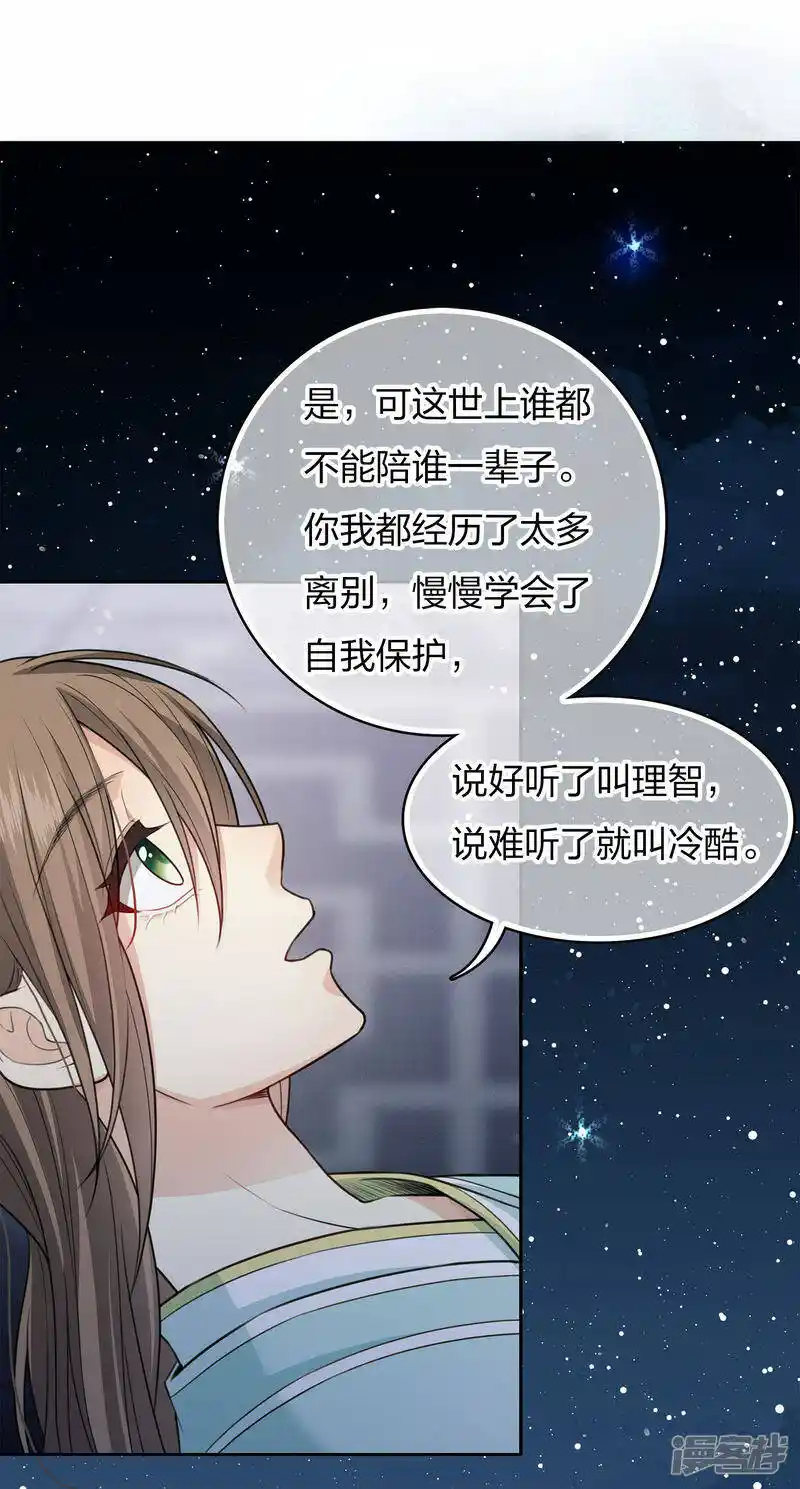 是，可这世上谁都
不能陪谁一辈子。
你我都经历了太多
离别，慢慢学会了
自我保护，
说好听了叫理智，
说难听了就叫冷酷。
漫客栈